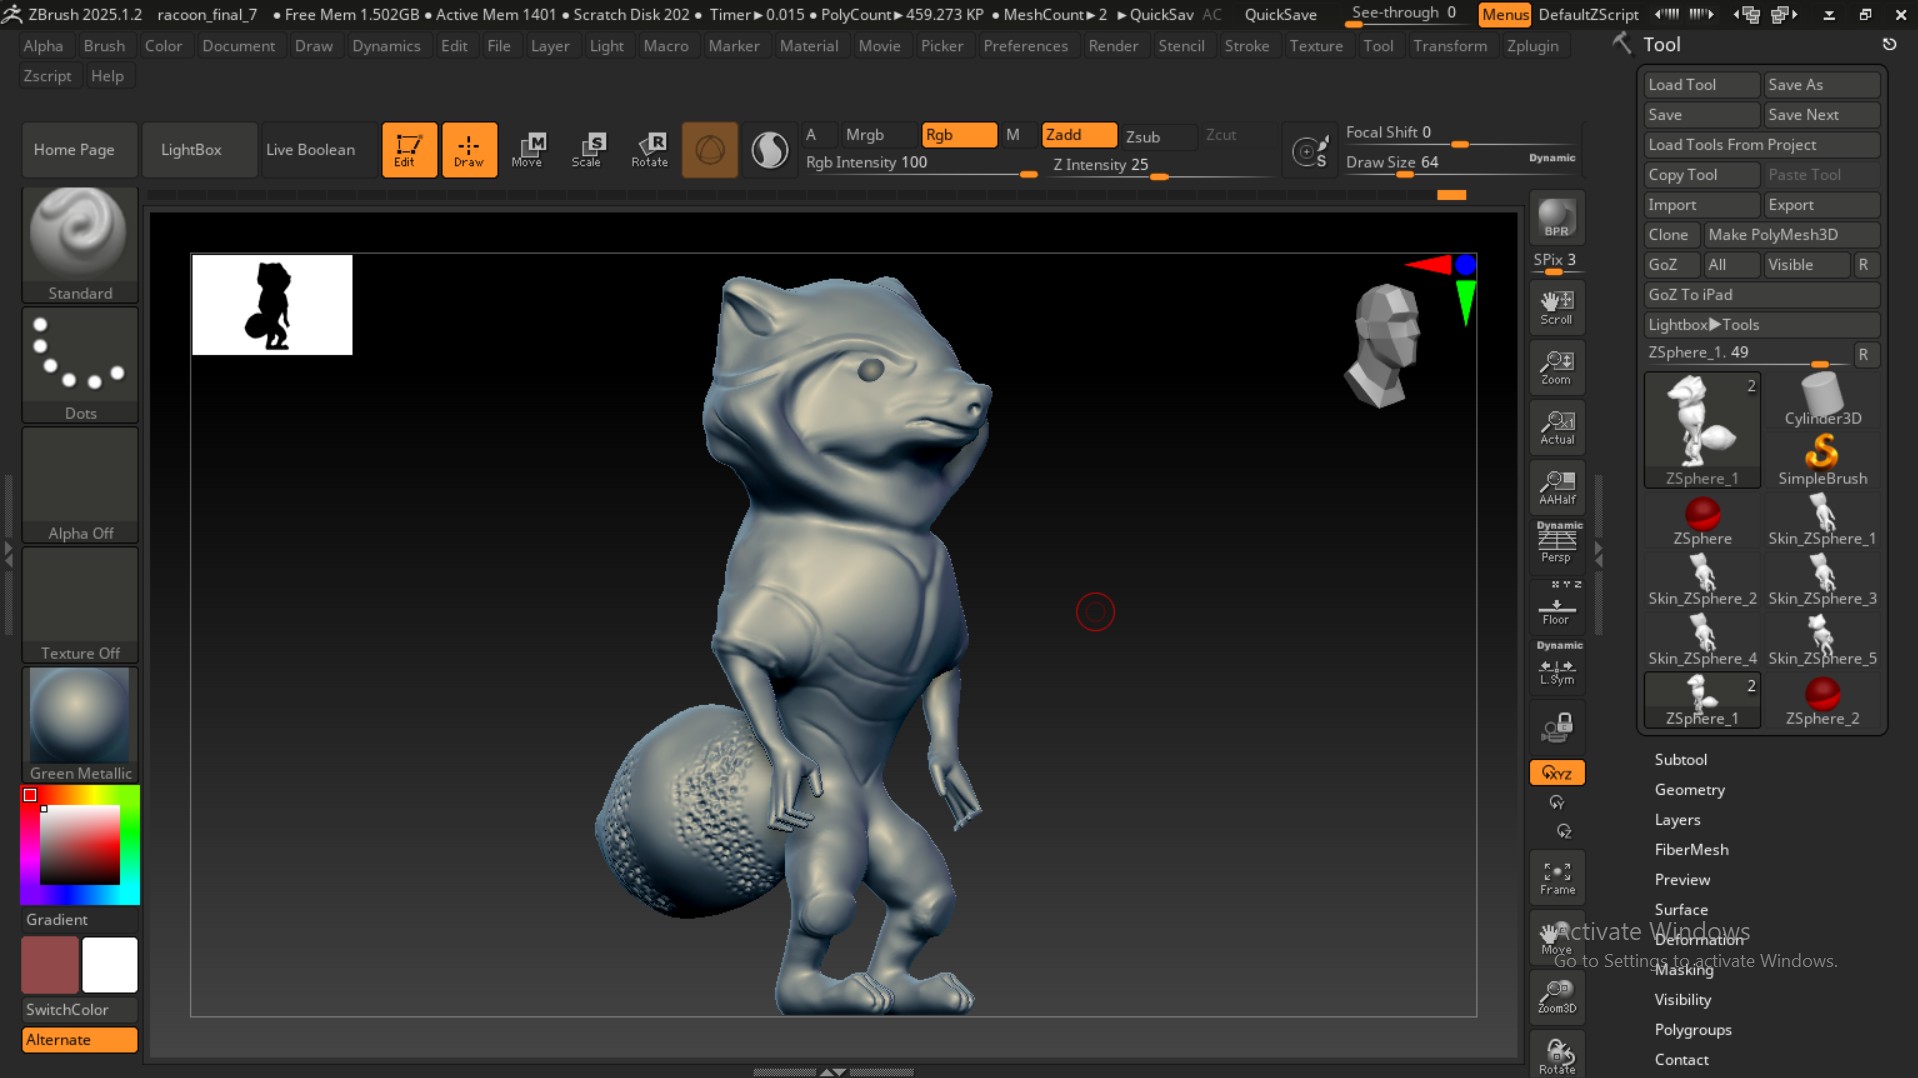 ZBrush 2025.1.2 racoon_final_7 ● Free Mem 1.502GB ● Active Mem 1401 ● Scratch Disk 202 ● Timer▶0.015 ● PolyCount▶459.273 KP ● MeshCount▶2 ▶QuickSav AC QuickSave See-through 0 Menus DefaultZScript
Alpha Brush Color Document Draw Dynamics Edit File Layer Light Macro Marker Material Movie Picker Preferences Render Stencil Stroke Texture Tool Transform Zplugin
Zscript Help
Home Page LightBox Live Boolean Edit Draw Move Scale Rotate
M S R
A Mrgb Rgb M Zadd Zsub Zcut
Rgb Intensity 100 Z Intensity 25
S
Focal Shift 0
Draw Size 64 Dynamic
Standard
Dots
Alpha Off
Texture Off
Green Metallic
Gradient
SwitchColor
Alternate
BPR
SPix 3
Scroll
Zoom
Actual
AAHalf
Dynamic
Persp
X Y Z
Floor
Dynamic
L.Sym
XYZ
Y
Z
Frame
Move
Zoom3D
Rotate
Tool
Load Tool Save As
Save Save Next
Load Tools From Project
Copy Tool Paste Tool
Import Export
Clone Make PolyMesh3D
GoZ All Visible R
GoZ To iPad
Lightbox▶Tools
ZSphere_1. 49 R
2
ZSphere_1 Cylinder3D
SimpleBrush
ZSphere Skin_ZSphere_1
Skin_ZSphere_2 Skin_ZSphere_3
Skin_ZSphere_4 Skin_ZSphere_5
2
ZSphere_1 ZSphere_2
Subtool
Geometry
Layers
FiberMesh
Preview
Surface
Deformation
Masking
Visibility
Polygroups
Contact
Activate Windows
Go to Settings to activate Windows.